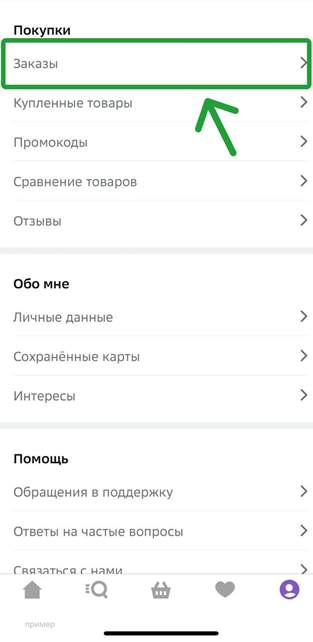 Покупки
Заказы
Купленные товары
Промокоды
Сравнение товаров
Отзывы
Обо мне
Личные данные
Сохранённые карты
Интересы
Помощь
Обращения в поддержку
Ответы на частые вопросы
Связаться с нами
пример